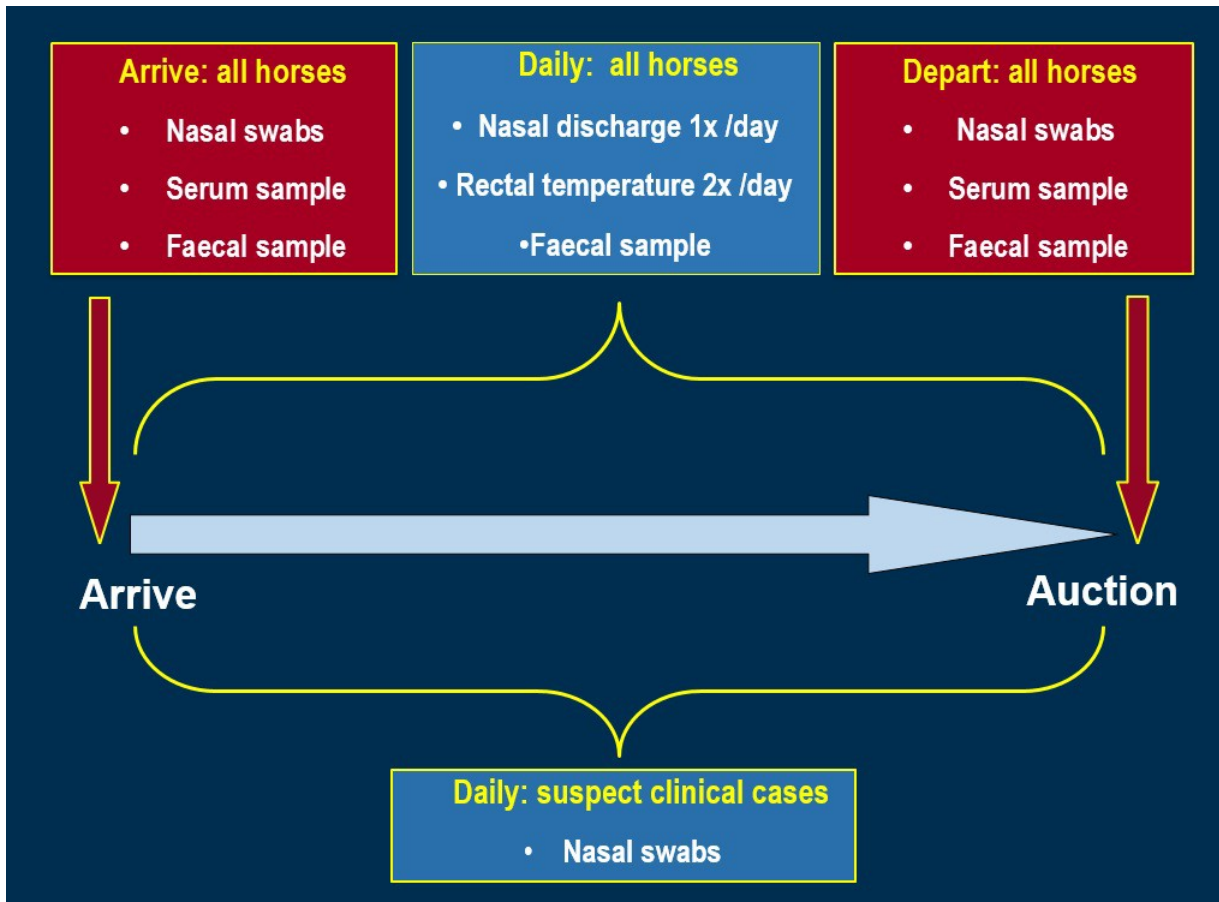 Arrive: all horses
• Nasal swabs
• Serum sample
• Faecal sample
Daily:  all horses
• Nasal discharge 1x /day
• Rectal temperature 2x /day
•Faecal sample
Depart: all horses
• Nasal swabs
• Serum sample
• Faecal sample
Arrive
Auction
Daily: suspect clinical cases
• Nasal swabs